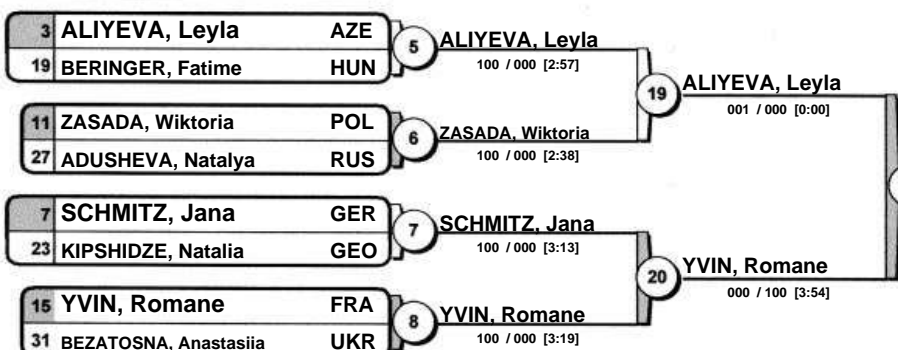 3 ALIYEVA, Leyla AZE
19 BERINGER, Fatime HUN
5
ALIYEVA, Leyla
100 / 000 [2:57]
11 ZASADA, Wiktoria POL
27 ADUSHEVA, Natalya RUS
6
ZASADA, Wiktoria
100 / 000 [2:38]
19
ALIYEVA, Leyla
001 / 000 [0:00]
7 SCHMITZ, Jana GER
23 KIPSHIDZE, Natalia GEO
7
SCHMITZ, Jana
100 / 000 [3:13]
15 YVIN, Romane FRA
31 BEZATOSNA, Anastasiia UKR
8
YVIN, Romane
100 / 000 [3:19]
20
YVIN, Romane
000 / 100 [3:54]